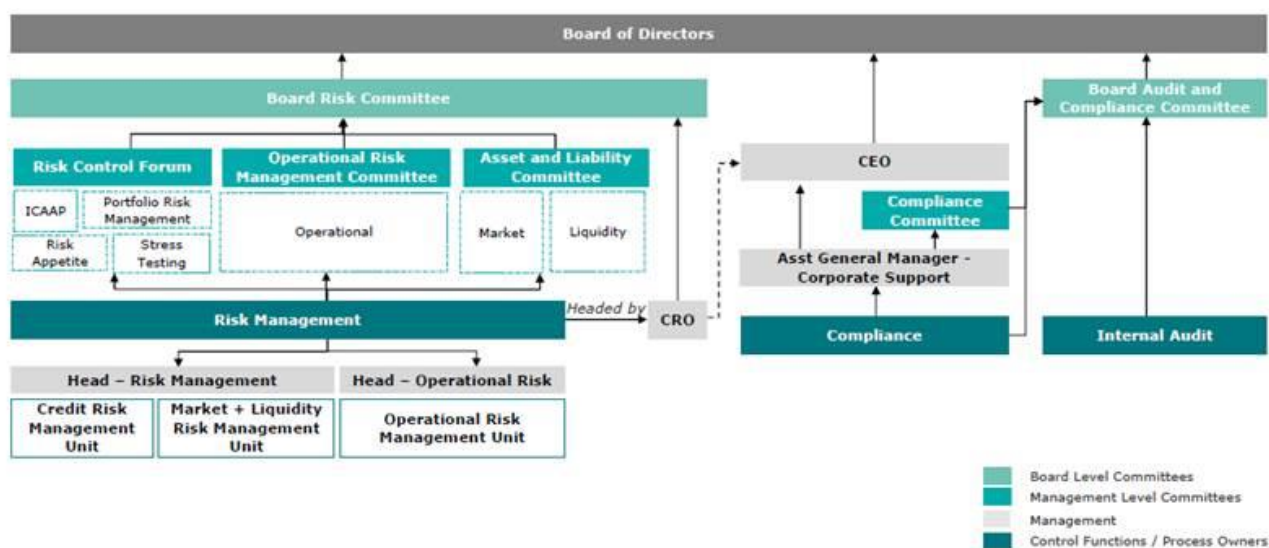 Board of Directors
Board Risk Committee
Board Audit and
Compliance Committee
Risk Control Forum
Operational Risk
Management Committee
Asset and Liability
Committee
CEO
ICAAP
Portfolio Risk
Management
Risk
Appetite
Stress
Testing
Operational
Market
Liquidity
Compliance
Committee
Asst General Manager -
Corporate Support
Risk Management
Headed by
CRO
Compliance
Internal Audit
Head – Risk Management
Head – Operational Risk
Credit Risk
Management
Unit
Market + Liquidity
Risk Management
Unit
Operational Risk
Management Unit
Board Level Committees
Management Level Committees
Management
Control Functions / Process Owners